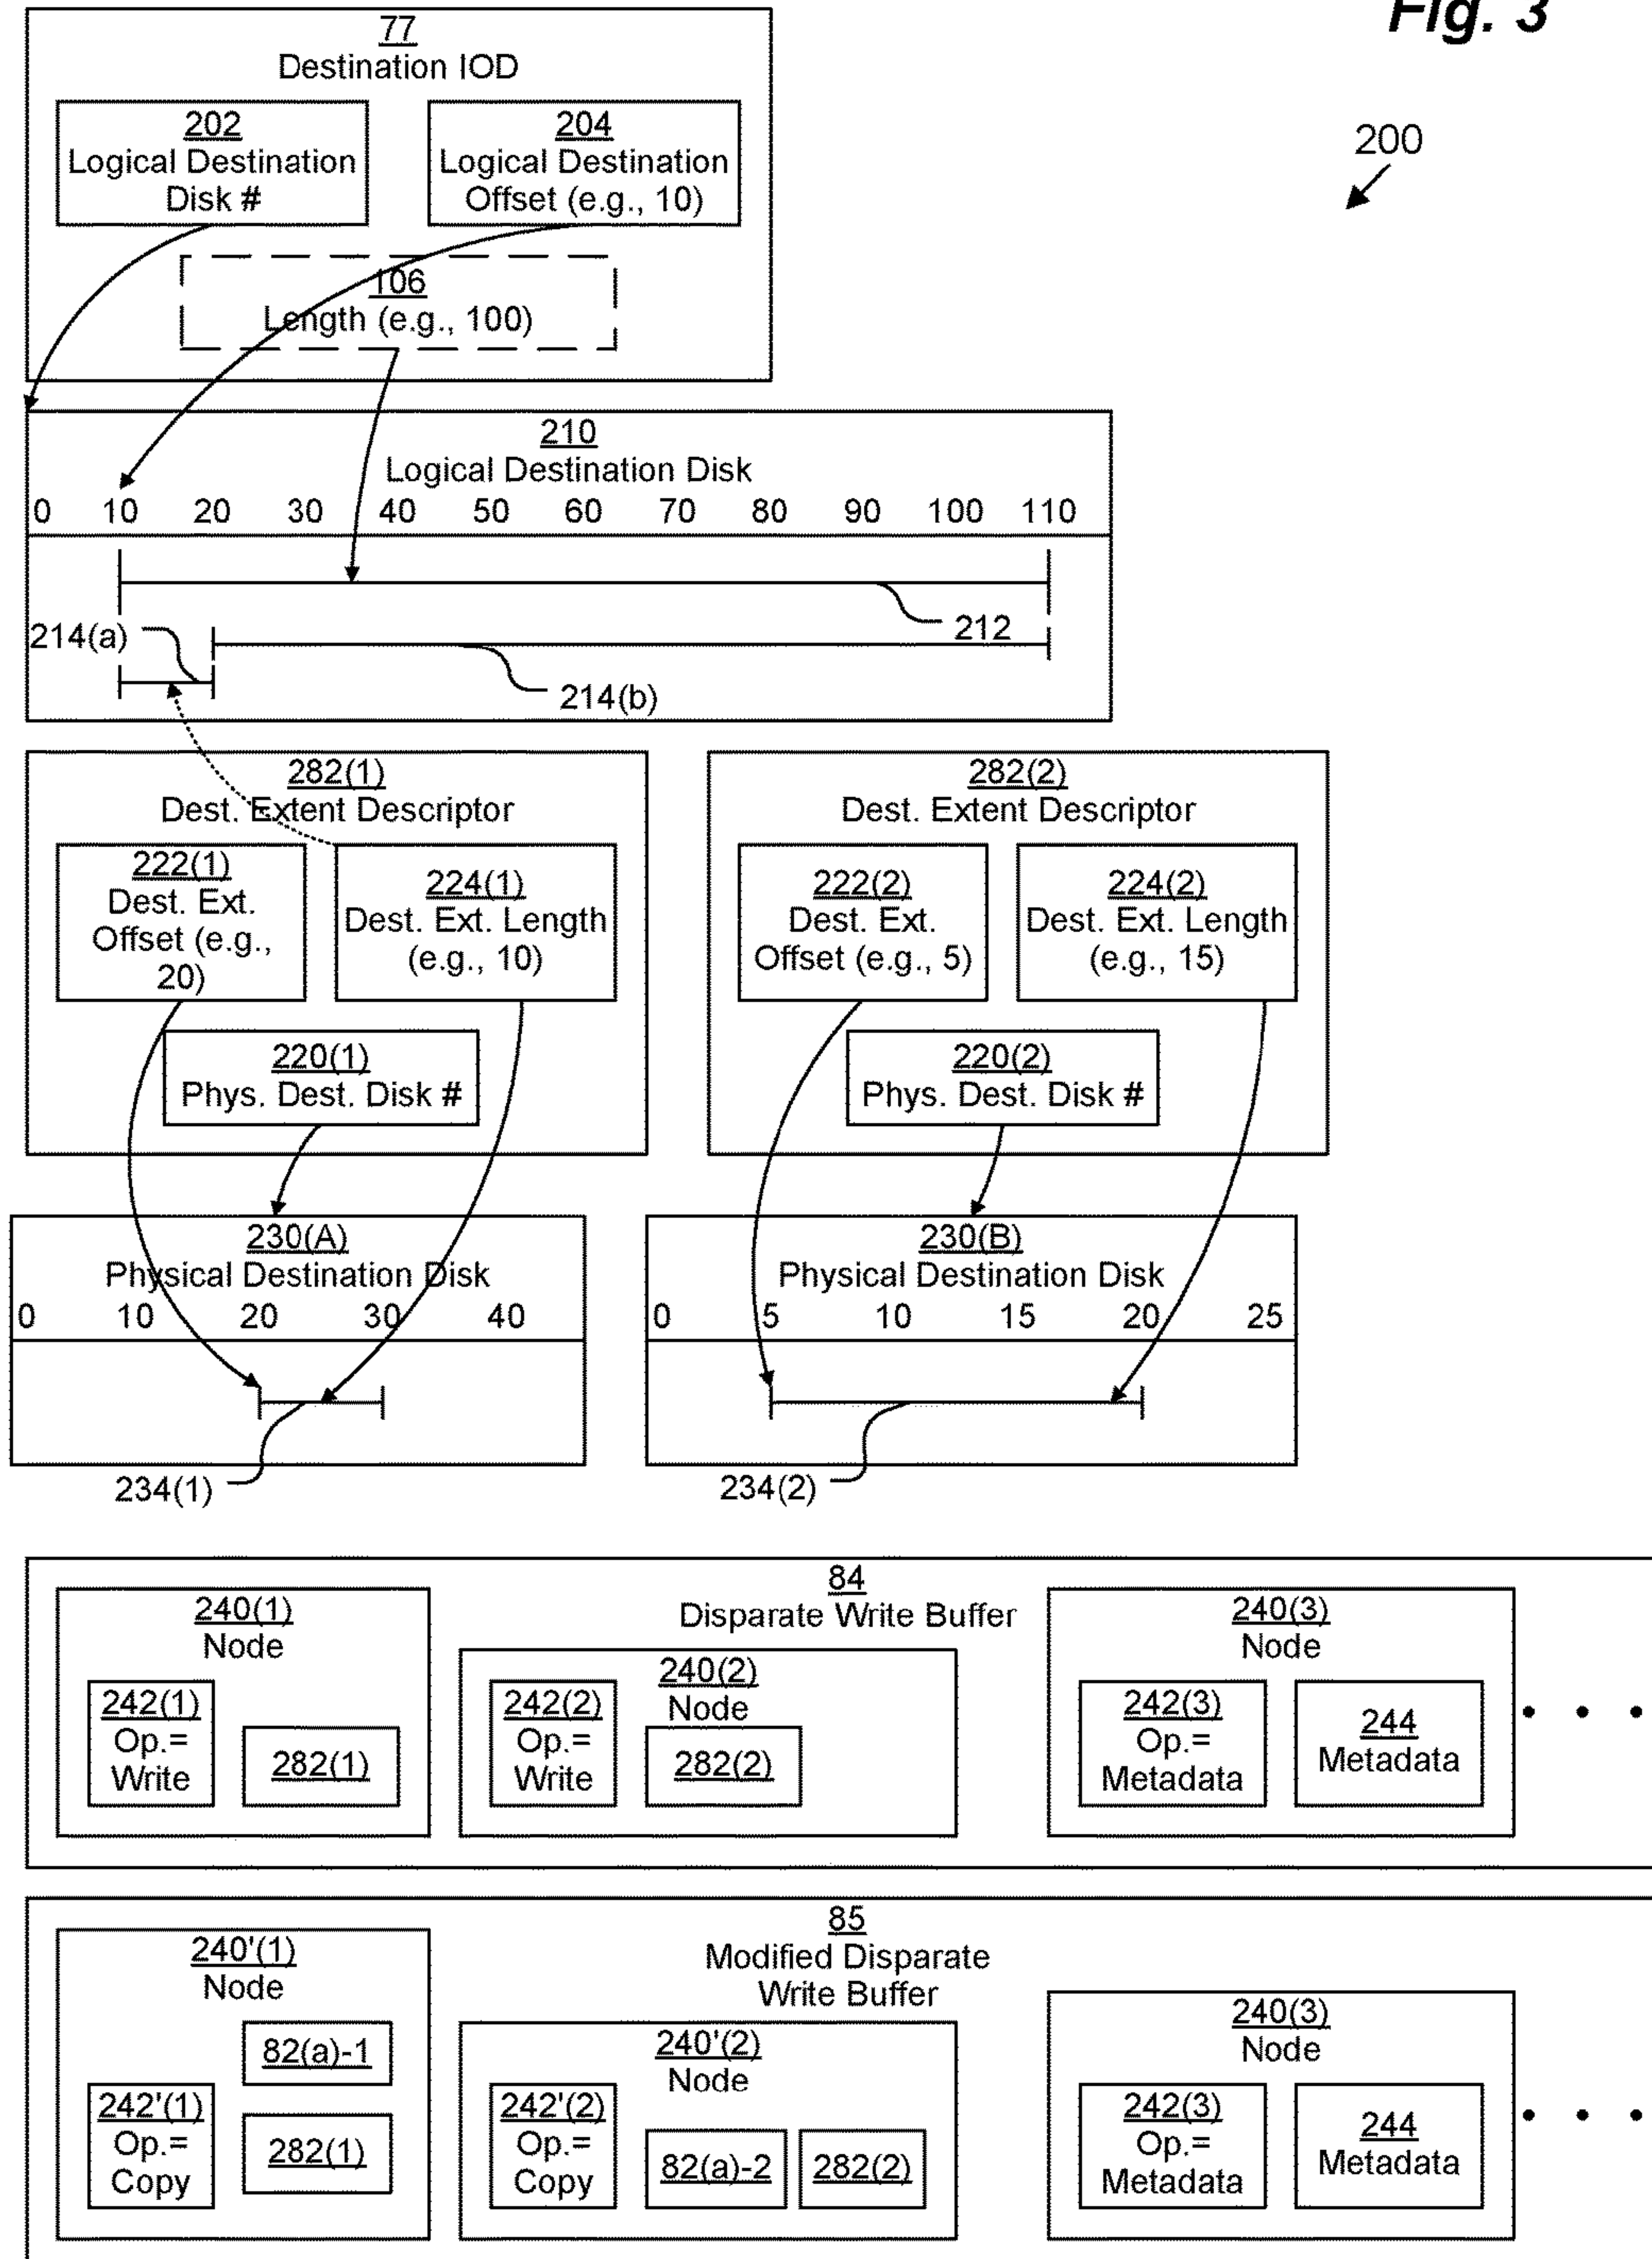 Fig. 3
200
77
Destination IOD
202
Logical Destination
Disk #
204
Logical Destination
Offset (e.g., 10)
106
Length (e.g., 100)
210
Logical Destination Disk
0 10 20 30 40 50 60 70 80 90 100 110
212
214(a)
214(b)
282(1)
Dest. Extent Descriptor
222(1)
Dest. Ext.
Offset (e.g.,
20)
224(1)
Dest. Ext. Length
(e.g., 10)
220(1)
Phys. Dest. Disk #
282(2)
Dest. Extent Descriptor
222(2)
Dest. Ext.
Offset (e.g., 5)
224(2)
Dest. Ext. Length
(e.g., 15)
220(2)
Phys. Dest. Disk #
230(A)
Physical Destination Disk
0 10 20 30 40
234(1)
230(B)
Physical Destination Disk
0 5 10 15 20 25
234(2)
84
Disparate Write Buffer
240(1)
Node
242(1)
Op.=
Write
282(1)
240(2)
Node
242(2)
Op.=
Write
282(2)
240(3)
Node
242(3)
Op.=
Metadata
244
Metadata
• • •
85
Modified Disparate
Write Buffer
240'(1)
Node
82(a)-1
242'(1)
Op.=
Copy
282(1)
240'(2)
Node
242'(2)
Op.=
Copy
82(a)-2
282(2)
240(3)
Node
242(3)
Op.=
Metadata
244
Metadata
• • •